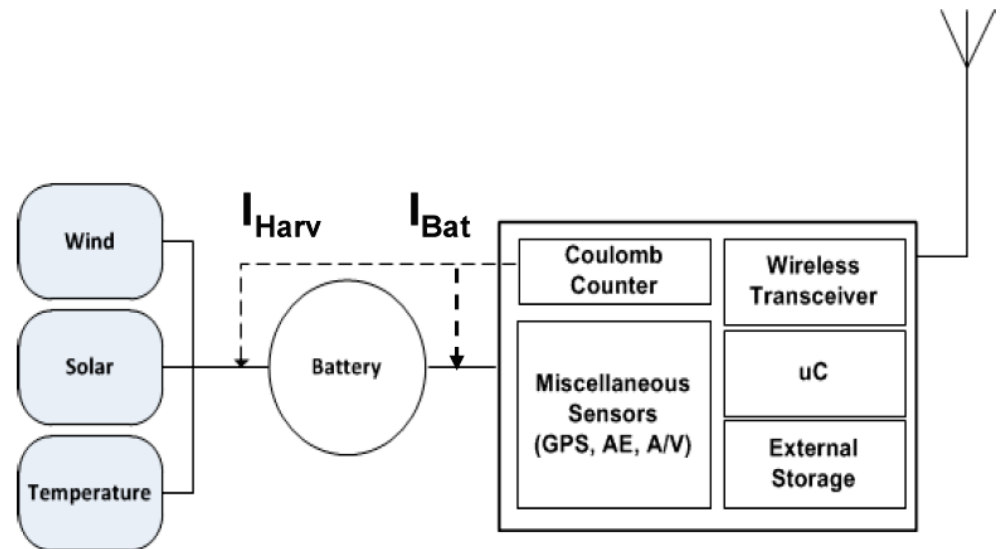 Wind
Solar
Temperature
I_Harv
I_Bat
Battery
Coulomb
Counter
Miscellaneous
Sensors
(GPS, AE, A/V)
Wireless
Transceiver
uC
External
Storage